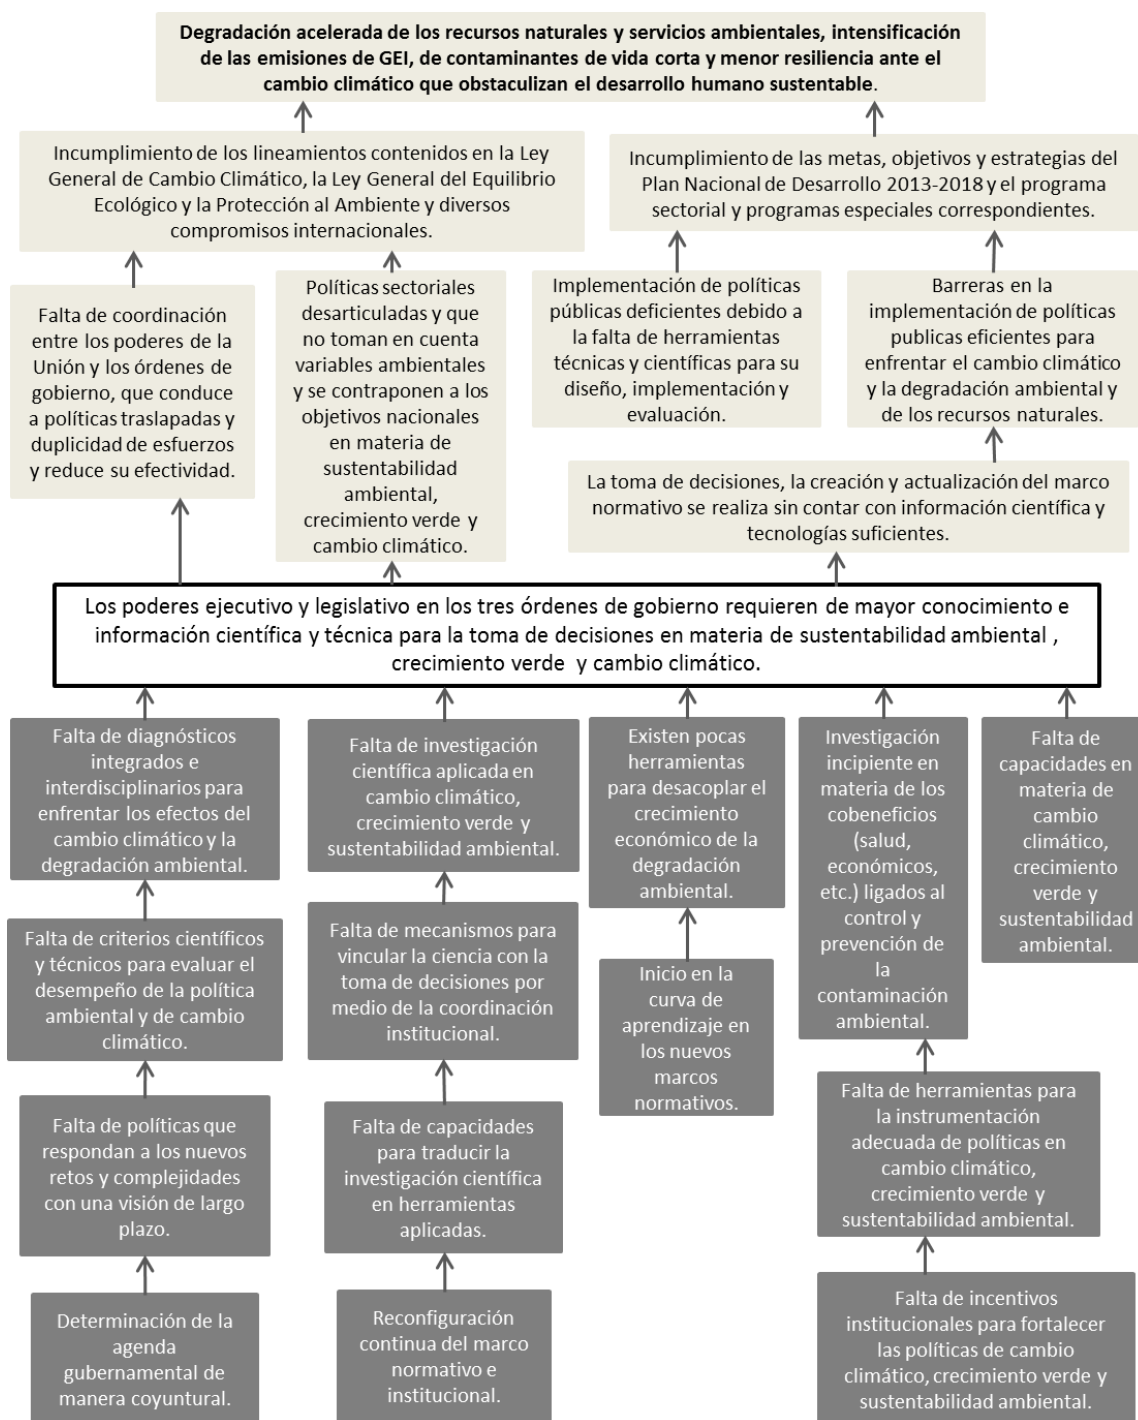 Degradación acelerada de los recursos naturales y servicios ambientales, intensificación
de las emisiones de GEI, de contaminantes de vida corta y menor resiliencia ante el
cambio climático que obstaculizan el desarrollo humano sustentable.
Incumplimiento de los lineamientos contenidos en la Ley
General de Cambio Climático, la Ley General del Equilibrio
Ecológico y la Protección al Ambiente y diversos
compromisos internacionales.
Incumplimiento de las metas, objetivos y estrategias del
Plan Nacional de Desarrollo 2013-2018 y el programa
sectorial y programas especiales correspondientes.
Falta de coordinación
entre los poderes de la
Unión y los órdenes de
gobierno, que conduce
a políticas traslapadas y
duplicidad de esfuerzos
y reduce su efectividad.
Políticas sectoriales
desarticuladas y que
no toman en cuenta
variables ambientales
y se contraponen a los
objetivos nacionales
en materia de
sustentabilidad
ambiental,
crecimiento verde y
cambio climático.
Implementación de políticas
públicas deficientes debido a
la falta de herramientas
técnicas y científicas para su
diseño, implementación y
evaluación.
Barreras en la
implementación de políticas
publicas eficientes para
enfrentar el cambio climático
y la degradación ambiental y
de los recursos naturales.
La toma de decisiones, la creación y actualización del marco
normativo se realiza sin contar con información científica y
tecnologías suficientes.
Los poderes ejecutivo y legislativo en los tres órdenes de gobierno requieren de mayor conocimiento e
información científica y técnica para la toma de decisiones en materia de sustentabilidad ambiental ,
crecimiento verde y cambio climático.
Falta de diagnósticos
integrados e
interdisciplinarios para
enfrentar los efectos del
cambio climático y la
degradación ambiental.
Falta de investigación
científica aplicada en
cambio climático,
crecimiento verde y
sustentabilidad ambiental.
Existen pocas
herramientas
para desacoplar el
crecimiento
económico de la
degradación
ambiental.
Investigación
incipiente en
materia de los
cobeneficios
(salud,
económicos,
etc.) ligados al
control y
prevención de
la
contaminación
ambiental.
Falta de
capacidades en
materia de
cambio
climático,
crecimiento
verde y
sustentabilidad
ambiental.
Falta de criterios científicos
y técnicos para evaluar el
desempeño de la política
ambiental y de cambio
climático.
Falta de mecanismos para
vincular la ciencia con la
toma de decisiones por
medio de la coordinación
institucional.
Inicio en la
curva de
aprendizaje en
los nuevos
marcos
normativos.
Falta de políticas que
respondan a los nuevos
retos y complejidades
con una visión de largo
plazo.
Falta de capacidades
para traducir la
investigación científica
en herramientas
aplicadas.
Falta de herramientas para
la instrumentación
adecuada de políticas en
cambio climático,
crecimiento verde y
sustentabilidad ambiental.
Determinación de la
agenda
gubernamental de
manera coyuntural.
Reconfiguración
continua del marco
normativo e
institucional.
Falta de incentivos
institucionales para fortalecer
las políticas de cambio
climático, crecimiento verde y
sustentabilidad ambiental.